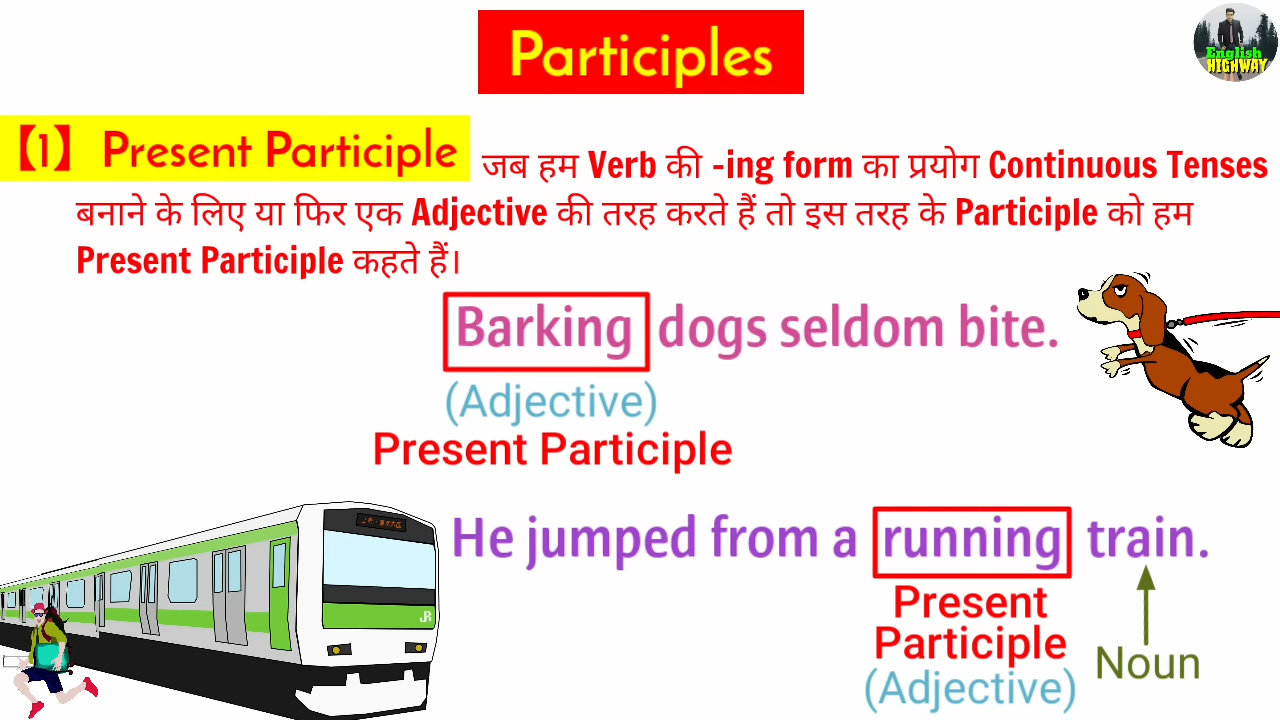 Participles
English
HIGHWAY
【1】 Present Participle
जब हम Verb की -ing form का प्रयोग Continuous Tenses
बनाने के लिए या फिर एक Adjective की तरह करते हैं तो इस तरह के Participle को हम
Present Participle कहते हैं।
Barking dogs seldom bite.
(Adjective)
Present Participle
He jumped from a running train.
JR
Present
Participle
Noun
(Adjective)